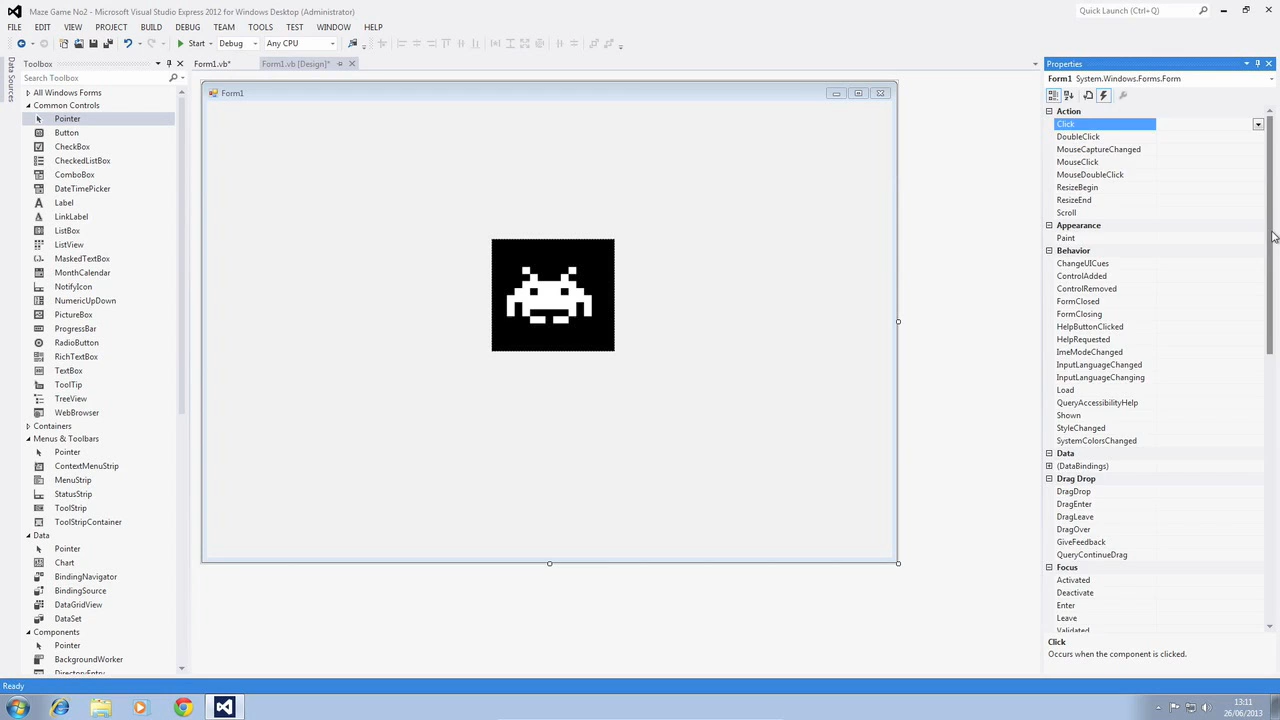 Maze Game No2 - Microsoft Visual Studio Express 2012 for Windows Desktop (Administrator)
Quick Launch (Ctrl+Q)
FILE EDIT VIEW PROJECT BUILD DEBUG TEAM TOOLS TEST WINDOW HELP
Start Debug Any CPU
Data Sources
Toolbox
Search Toolbox
All Windows Forms
Common Controls
Pointer
Button
CheckBox
CheckedListBox
ComboBox
DateTimePicker
Label
LinkLabel
ListBox
ListView
MaskedTextBox
MonthCalendar
NotifyIcon
NumericUpDown
PictureBox
ProgressBar
RadioButton
RichTextBox
TextBox
ToolTip
TreeView
WebBrowser
Containers
Menus & Toolbars
Pointer
ContextMenuStrip
MenuStrip
StatusStrip
ToolStrip
ToolStripContainer
Data
Pointer
Chart
BindingNavigator
BindingSource
DataGridView
DataSet
Components
Pointer
BackgroundWorker
DirectoryEntry
Form1.vb* Form1.vb [Design]*
Form1
Properties
Form1 System.Windows.Forms.Form
Action
Click
DoubleClick
MouseCaptureChanged
MouseClick
MouseDoubleClick
ResizeBegin
ResizeEnd
Scroll
Appearance
Paint
Behavior
ChangeUICues
ControlAdded
ControlRemoved
FormClosed
FormClosing
HelpButtonClicked
HelpRequested
ImeModeChanged
InputLanguageChanged
InputLanguageChanging
Load
QueryAccessibilityHelp
Shown
StyleChanged
SystemColorsChanged
Data
(DataBindings)
Drag Drop
DragDrop
DragEnter
DragLeave
DragOver
GiveFeedback
QueryContinueDrag
Focus
Activated
Deactivate
Enter
Leave
Validated
Click
Occurs when the component is clicked.
Ready
13:11
26/06/2013